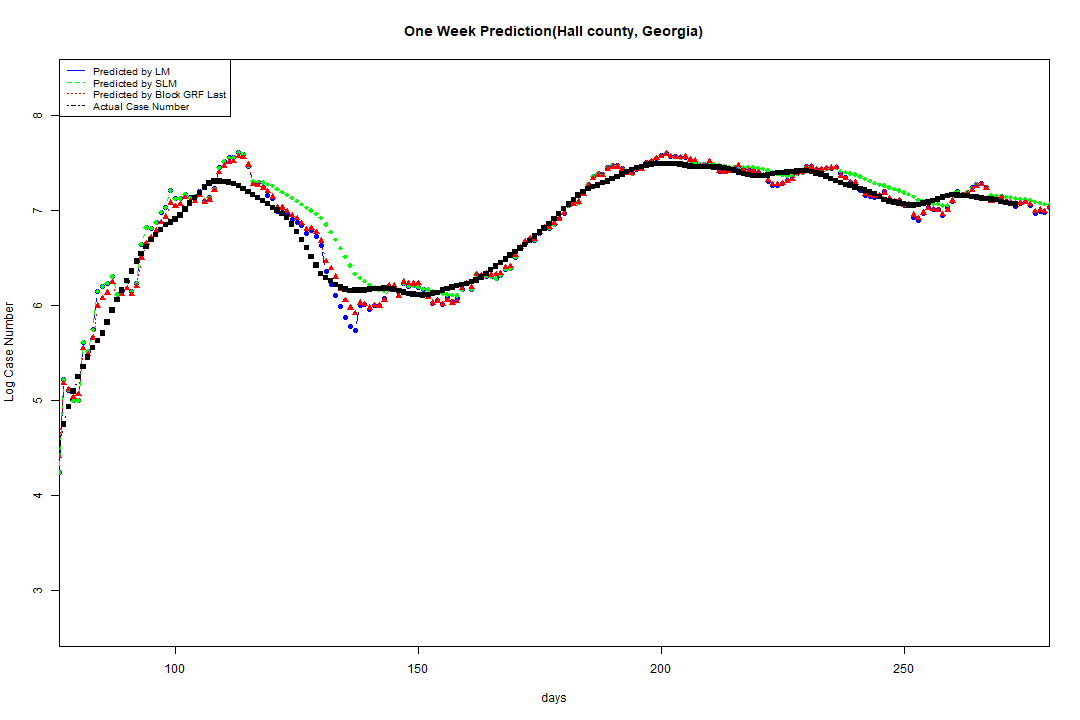 One Week Prediction(Hall county, Georgia)
Predicted by LM
Predicted by SLM
Predicted by Block GRF Last
Actual Case Number
8
7
6
5
4
3
Log Case Number
100
150
200
250
days